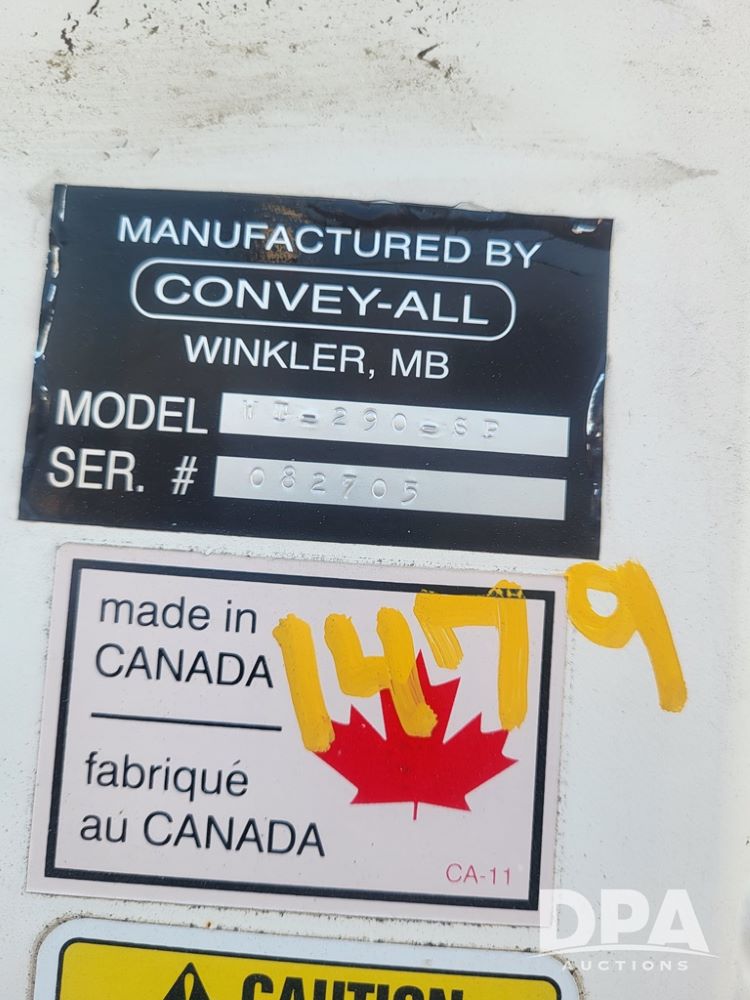 MANUFACTURED BY
CONVEY-ALL
WINKLER, MB
MODEL
SER. # 082705
made in
CANADA
1479
fabriqué
au CANADA
CA-11
CAUTION
DPA
AUCTIONS